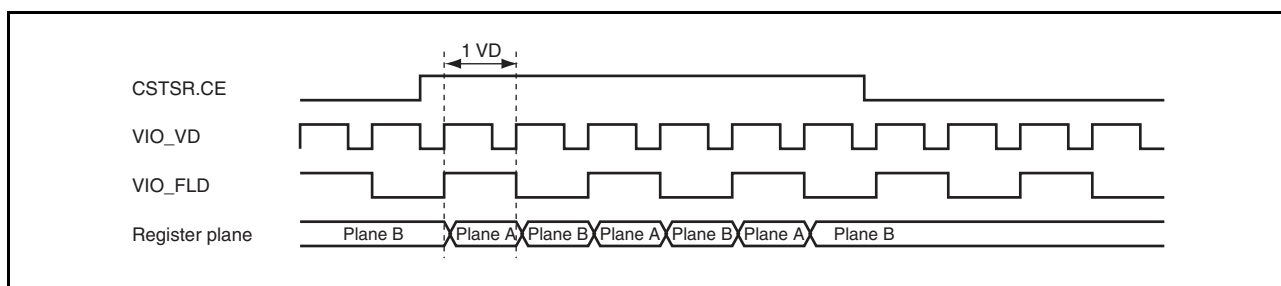 1 VD
CSTSR.CE
VIO_VD
VIO_FLD
Register plane Plane B Plane A Plane B Plane A Plane B Plane A Plane B